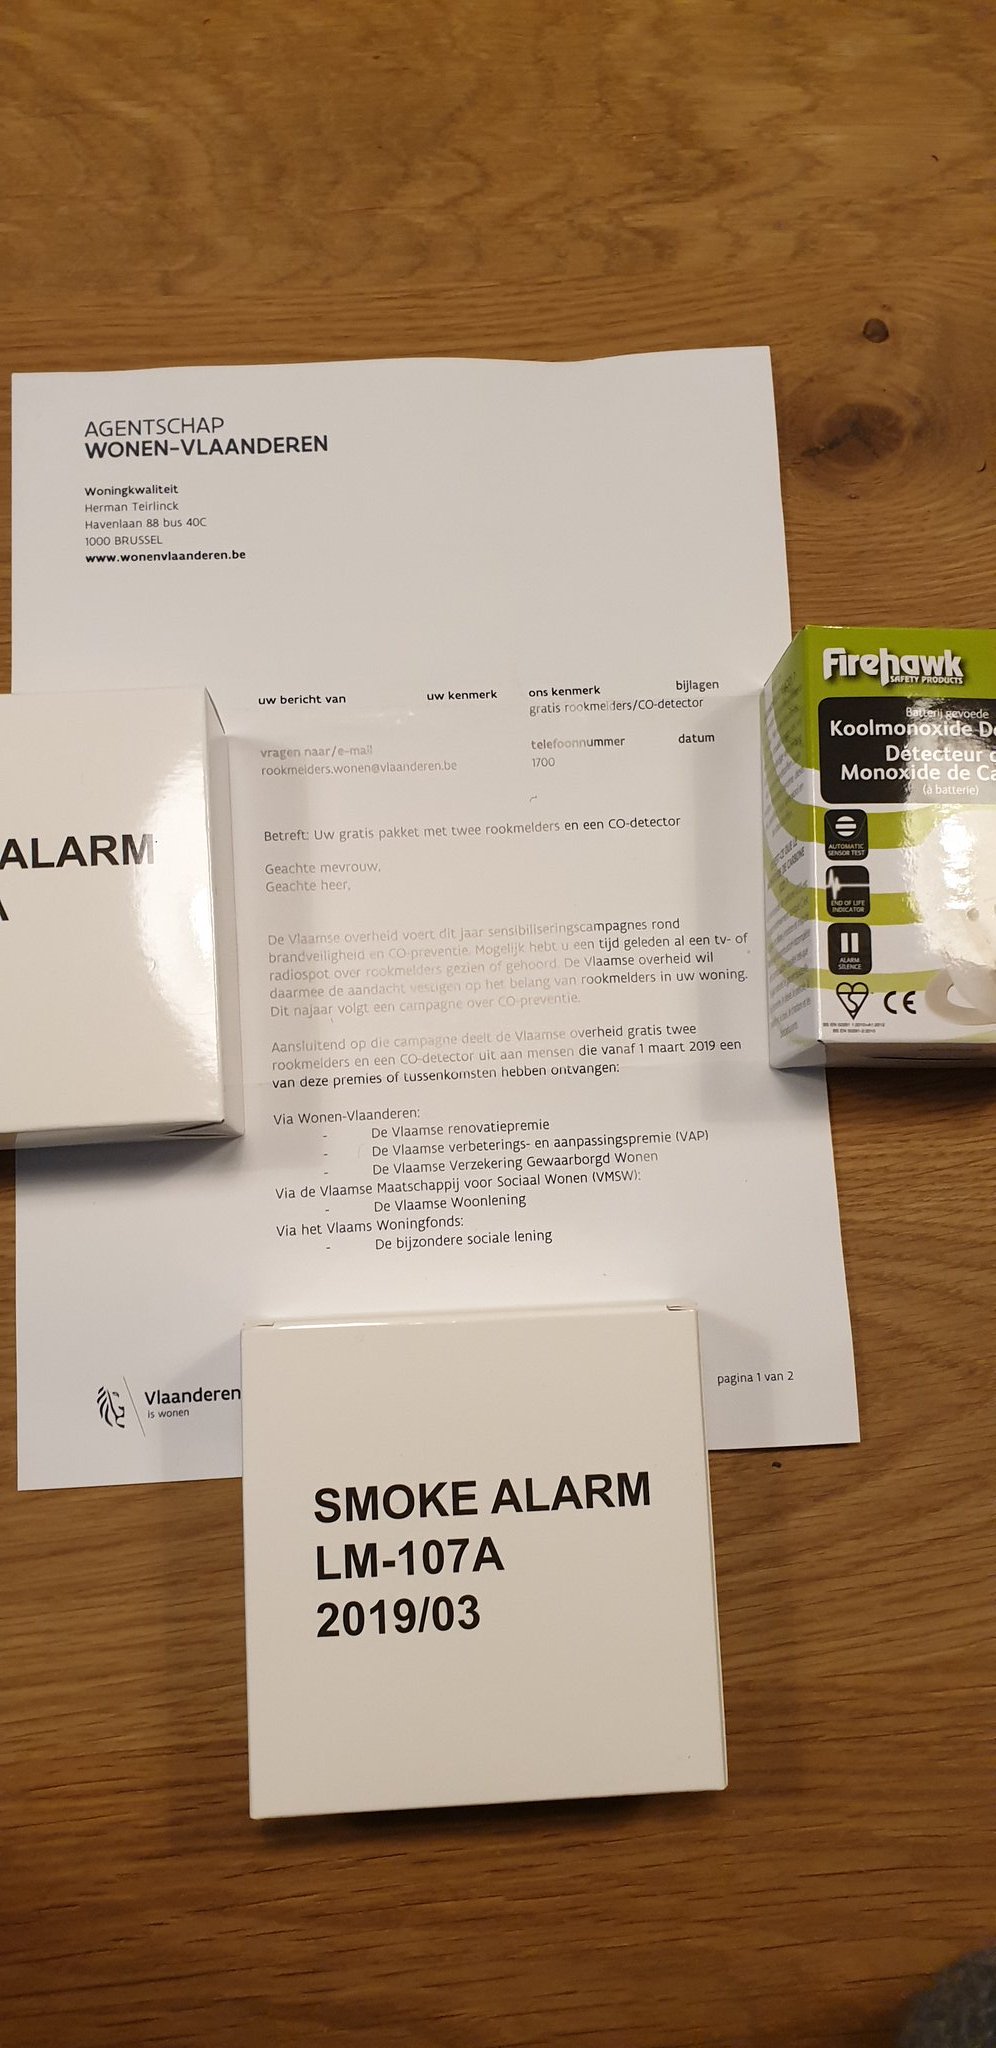 AGENTSCHAP
WONEN-VLAANDEREN
Woningkwaliteit
Herman Teirlinck
Havenlaan 88 bus 40C
1000 BRUSSEL
www.wonenvlaanderen.be
uw bericht van uw kenmerk ons kenmerk bijlagen
gratis rookmelders/CO-detector
vragen naar/e-mail telefoonnummer datum
rookmelders.wonen@vlaanderen.be 1700
Betreft: Uw gratis pakket met twee rookmelders en een CO-detector
Geachte mevrouw,
Geachte heer,
De Vlaamse overheid voert dit jaar sensibiliseringscampagnes rond
brandveiligheid en CO-preventie. Mogelijk hebt u een tijd geleden al een tv- of
radiospot over rookmelders gezien of gehoord. De Vlaamse overheid wil
daarmee de aandacht vestigen op het belang van rookmelders in uw woning.
Dit najaar volgt een campagne over CO-preventie.
Aansluitend op die campagne deelt de Vlaamse overheid gratis twee
rookmelders en een CO-detector uit aan mensen die vanaf 1 maart 2019 een
van deze premies of tussenkomsten hebben ontvangen:
Via Wonen-Vlaanderen:
- De Vlaamse renovatiepremie
- De Vlaamse verbeterings- en aanpassingspremie (VAP)
- De Vlaamse Verzekering Gewaarborgd Wonen
Via de Vlaamse Maatschappij voor Sociaal Wonen (VMSW):
- De Vlaamse Woonlening
Via het Vlaams Woningfonds:
- De bijzondere sociale lening
Vlaanderen
is wonen
pagina 1 van 2
ALARM
A
Firehawk
SAFETY PRODUCTS
Batterij gevoede
Koolmonoxide De
Détecteur
Monoxide de Ca
(à batterie)
AUTOMATIC
SENSOR TEST
END OF LIFE
INDICATOR
ALARM
SILENCE
CE
SMOKE ALARM
LM-107A
2019/03